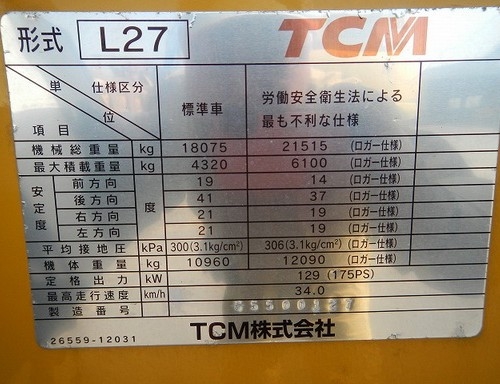 形式 L27 TCM
単位 仕様区分 標準車 労働安全衛生法による
項目 最も不利な仕様
機械総重量 kg 18075 21515 (ロガー仕様)
最大積載重量 kg 4320 6100 (ロガー仕様)
安定度 前方向 度 19 14 (ロガー仕様)
後方向 41 37 (ロガー仕様)
右方向 21 19 (ロガー仕様)
左方向 21 19 (ロガー仕様)
平均接地圧 kPa 300(3.1kg/cm²) 306(3.1kg/cm²) (ロガー仕様)
機体重量 kg 10960 12090 (ロガー仕様)
定格出力 kW 129 (175PS)
最高走行速度 km/h 34.0
製造番号
TCM株式会社
26559-12031